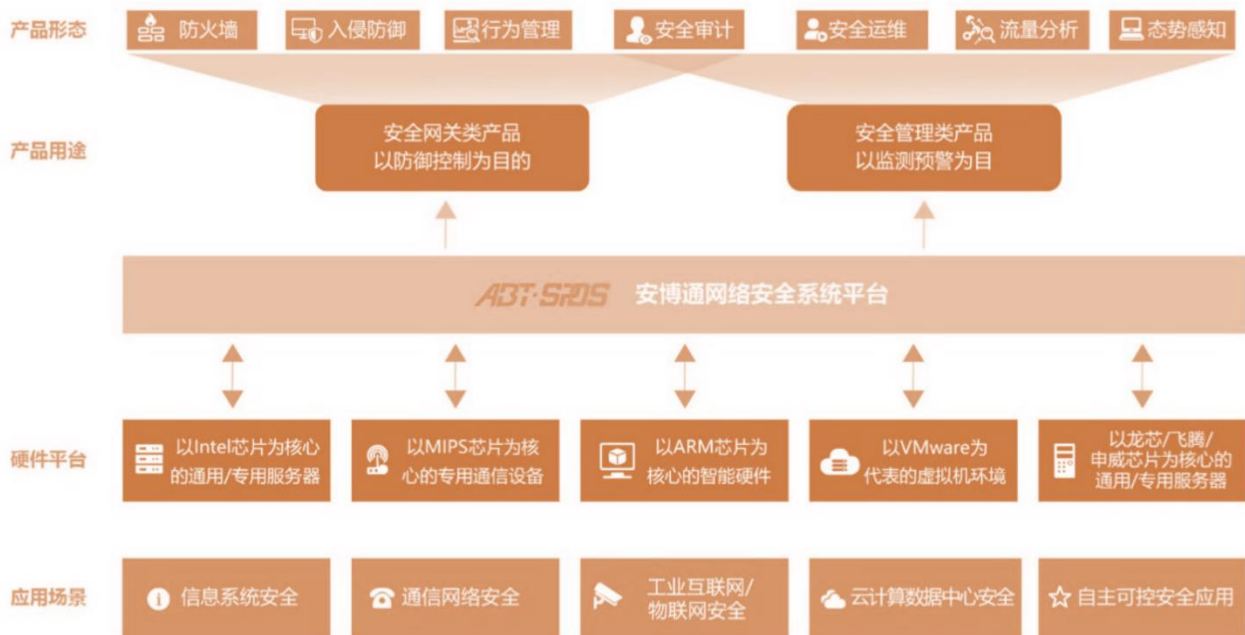 产品形态
防火墙
入侵防御
行为管理
安全审计
安全运维
流量分析
态势感知
产品用途
安全网关类产品
以防御控制为目的
安全管理类产品
以监测预警为目
ABT·SPOS 安博通网络安全系统平台
硬件平台
以Intel芯片为核心
的通用/专用服务器
以MIPS芯片为核
心的专用通信设备
以ARM芯片为
核心的智能硬件
以VMware为
代表的虚拟机环境
以龙芯/飞腾/
申威芯片为核心的
通用/专用服务器
应用场景
信息系统安全
通信网络安全
工业互联网/
物联网安全
云计算数据中心安全
自主可控安全应用